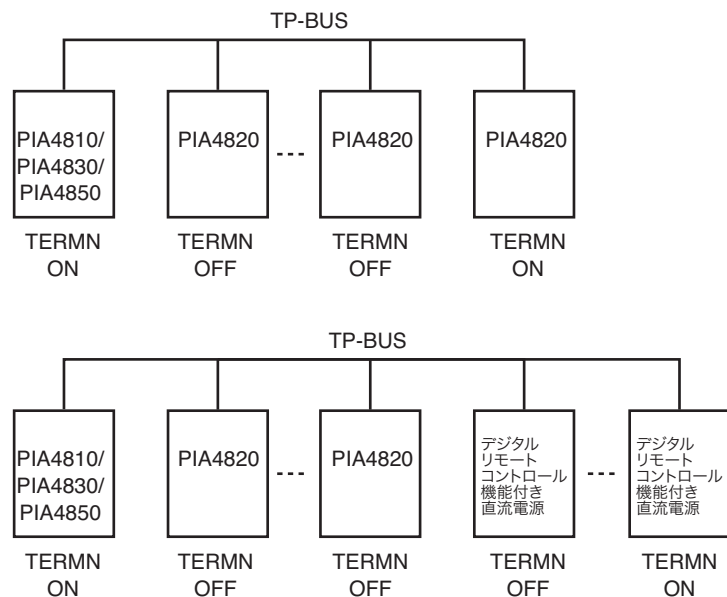 TP-BUS
PIA4810/
PIA4830/
PIA4850
PIA4820
---
PIA4820
PIA4820
TERMN
ON
TERMN
OFF
TERMN
OFF
TERMN
ON
TP-BUS
PIA4810/
PIA4830/
PIA4850
PIA4820
---
PIA4820
デジタル
リモート
コントロール
機能付き
直流電源
---
デジタル
リモート
コントロール
機能付き
直流電源
TERMN
ON
TERMN
OFF
TERMN
OFF
TERMN
OFF
TERMN
ON